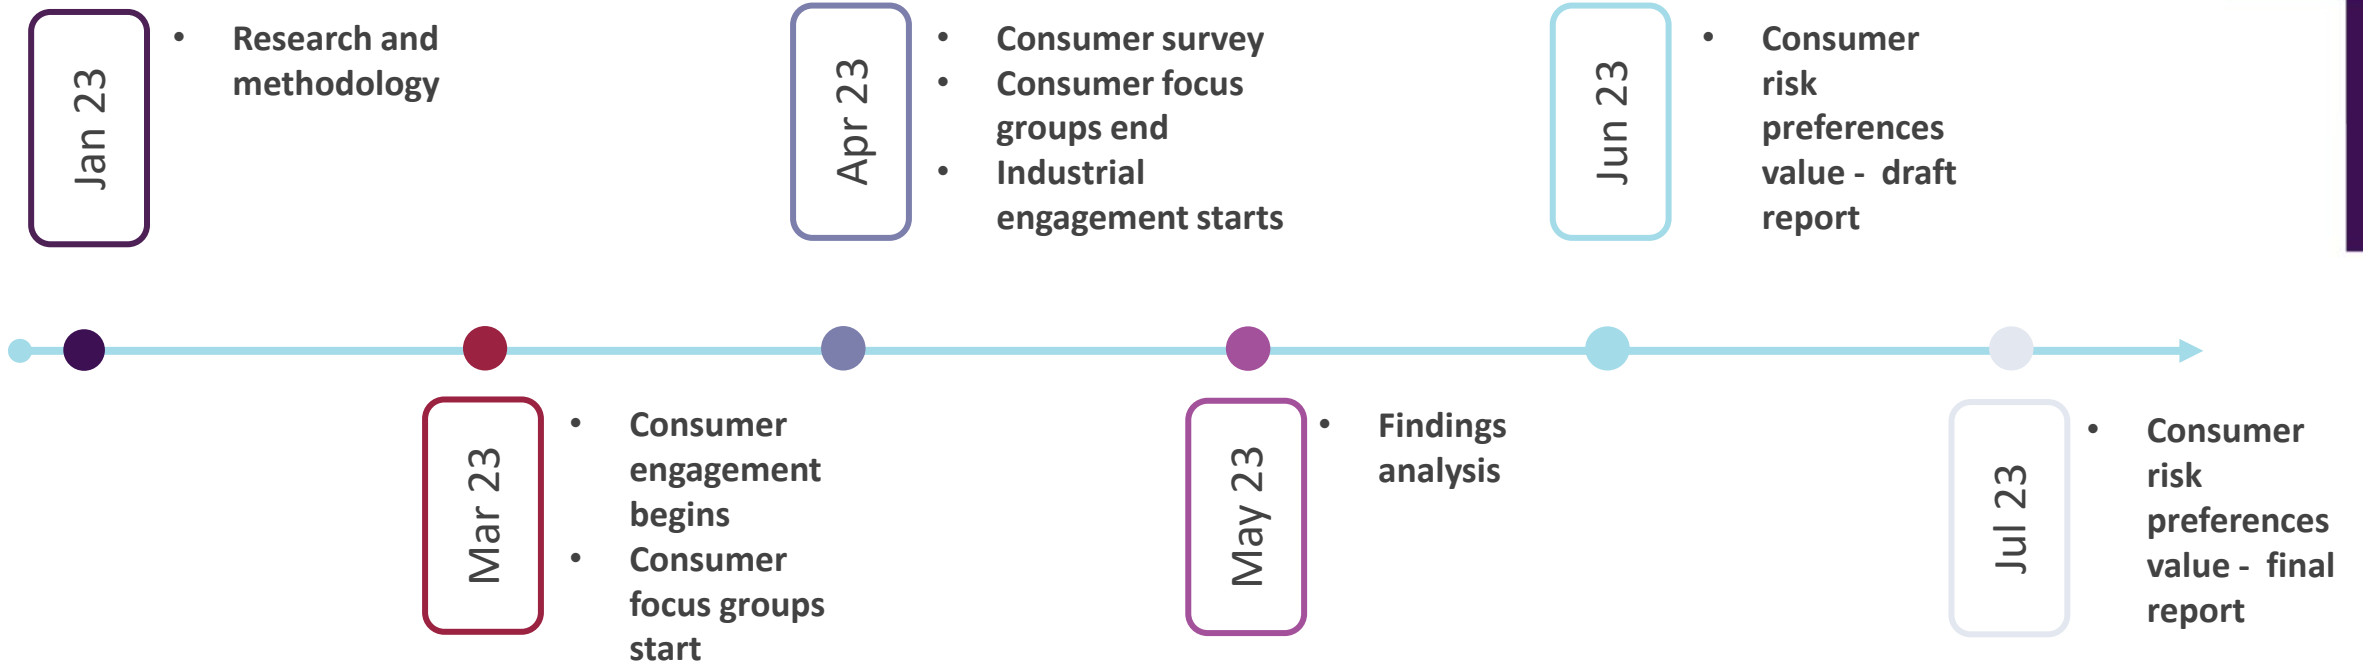 Jan 23
• Research and
methodology
Apr 23
• Consumer survey
• Consumer focus
groups end
• Industrial
engagement starts
Jun 23
• Consumer
risk
preferences
value - draft
report
Mar 23
• Consumer
engagement
begins
• Consumer
focus groups
start
May 23
• Findings
analysis
Jul 23
• Consumer
risk
preferences
value - final
report